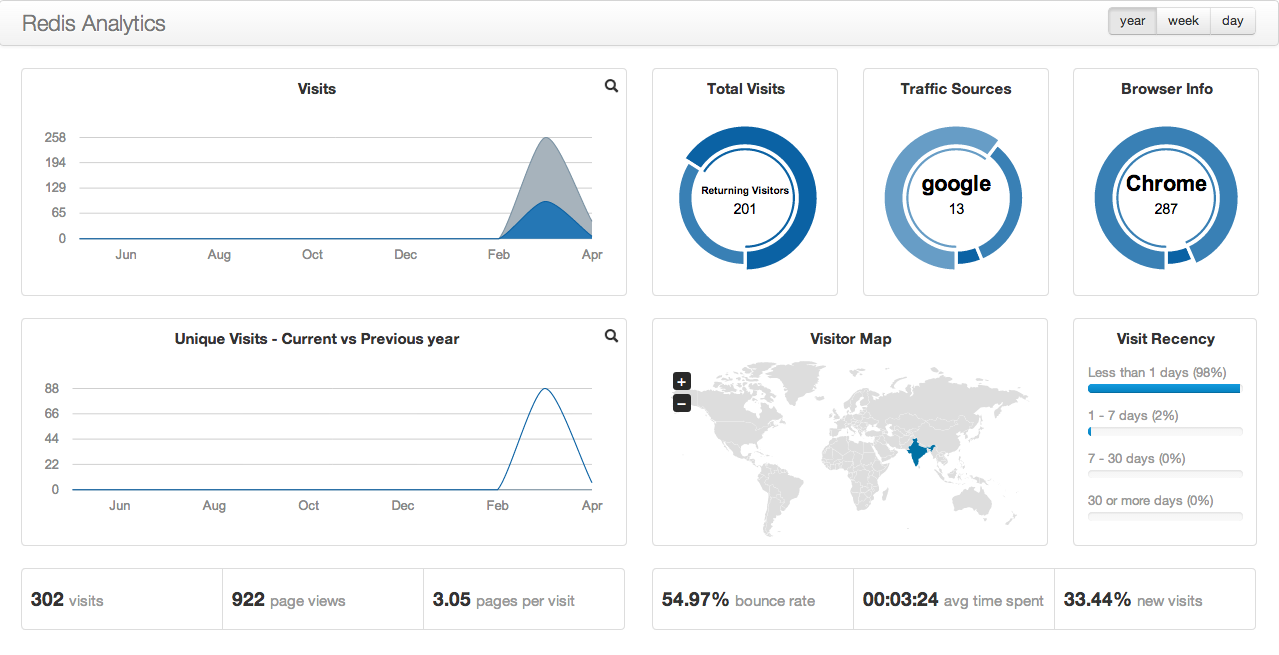 Redis Analytics
year week day
Visits
258
194
129
65
0
Jun Aug Oct Dec Feb Apr
Total Visits
Returning Visitors
201
Traffic Sources
google
13
Browser Info
Chrome
287
Unique Visits - Current vs Previous year
88
66
44
22
0
Jun Aug Oct Dec Feb Apr
Visitor Map
+
−
Visit Recency
Less than 1 days (98%)
1 - 7 days (2%)
7 - 30 days (0%)
30 or more days (0%)
302 visits
922 page views
3.05 pages per visit
54.97% bounce rate
00:03:24 avg time spent
33.44% new visits